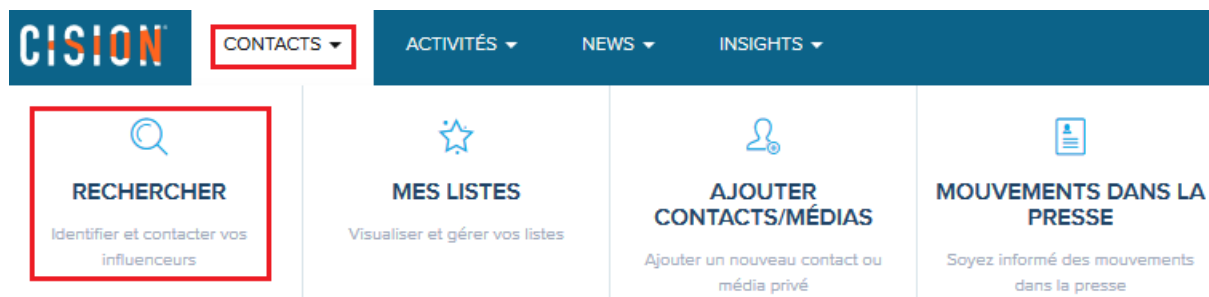 CISION
CONTACTS
ACTIVITÉS
NEWS
INSIGHTS
RECHERCHER
Identifier et contacter vos
influenceurs
MES LISTES
Visualiser et gérer vos listes
AJOUTER
CONTACTS/MÉDIAS
Ajouter un nouveau contact ou
média privé
MOUVEMENTS DANS LA
PRESSE
Soyez informé des mouvements
dans la presse